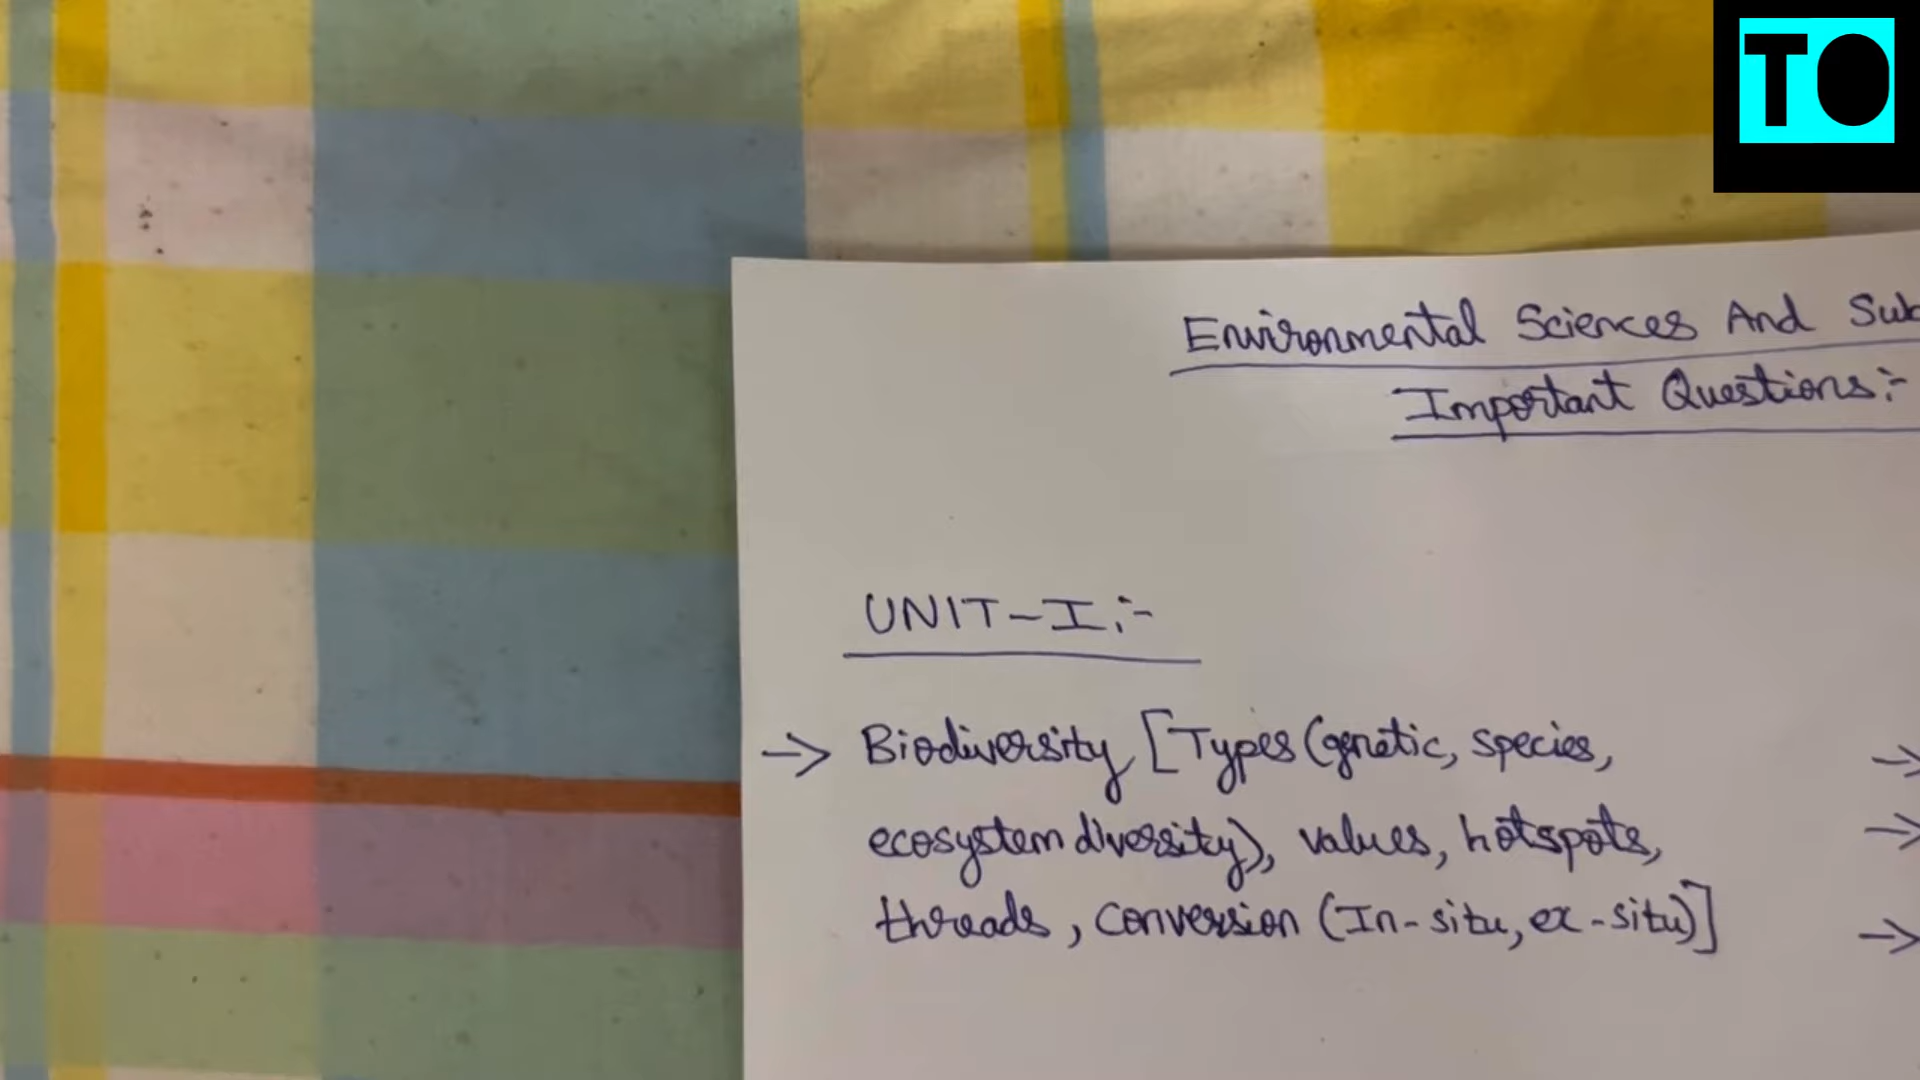 TO
Environmental Sciences And Sub
Important Questions:-
UNIT-I:-
→ Biodiversity [Types (genetic, species,
ecosystem diversity), values, hotspots,
threads, conversion (In-situ, ex-situ)]
→
→
→